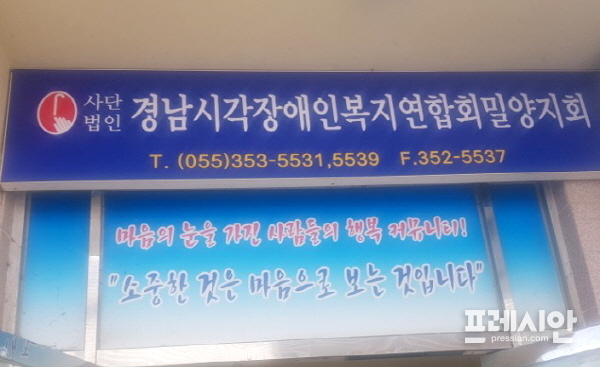 사단
법인
경남시각장애인복지연합회밀양지회
T. (055)353-5531,5539 F.352-5537
마음의 눈을 가진 사람들의 행복 커뮤니티!
"소중한 것은 마음으로 보는 것입니다"
프레시안
pressian.com